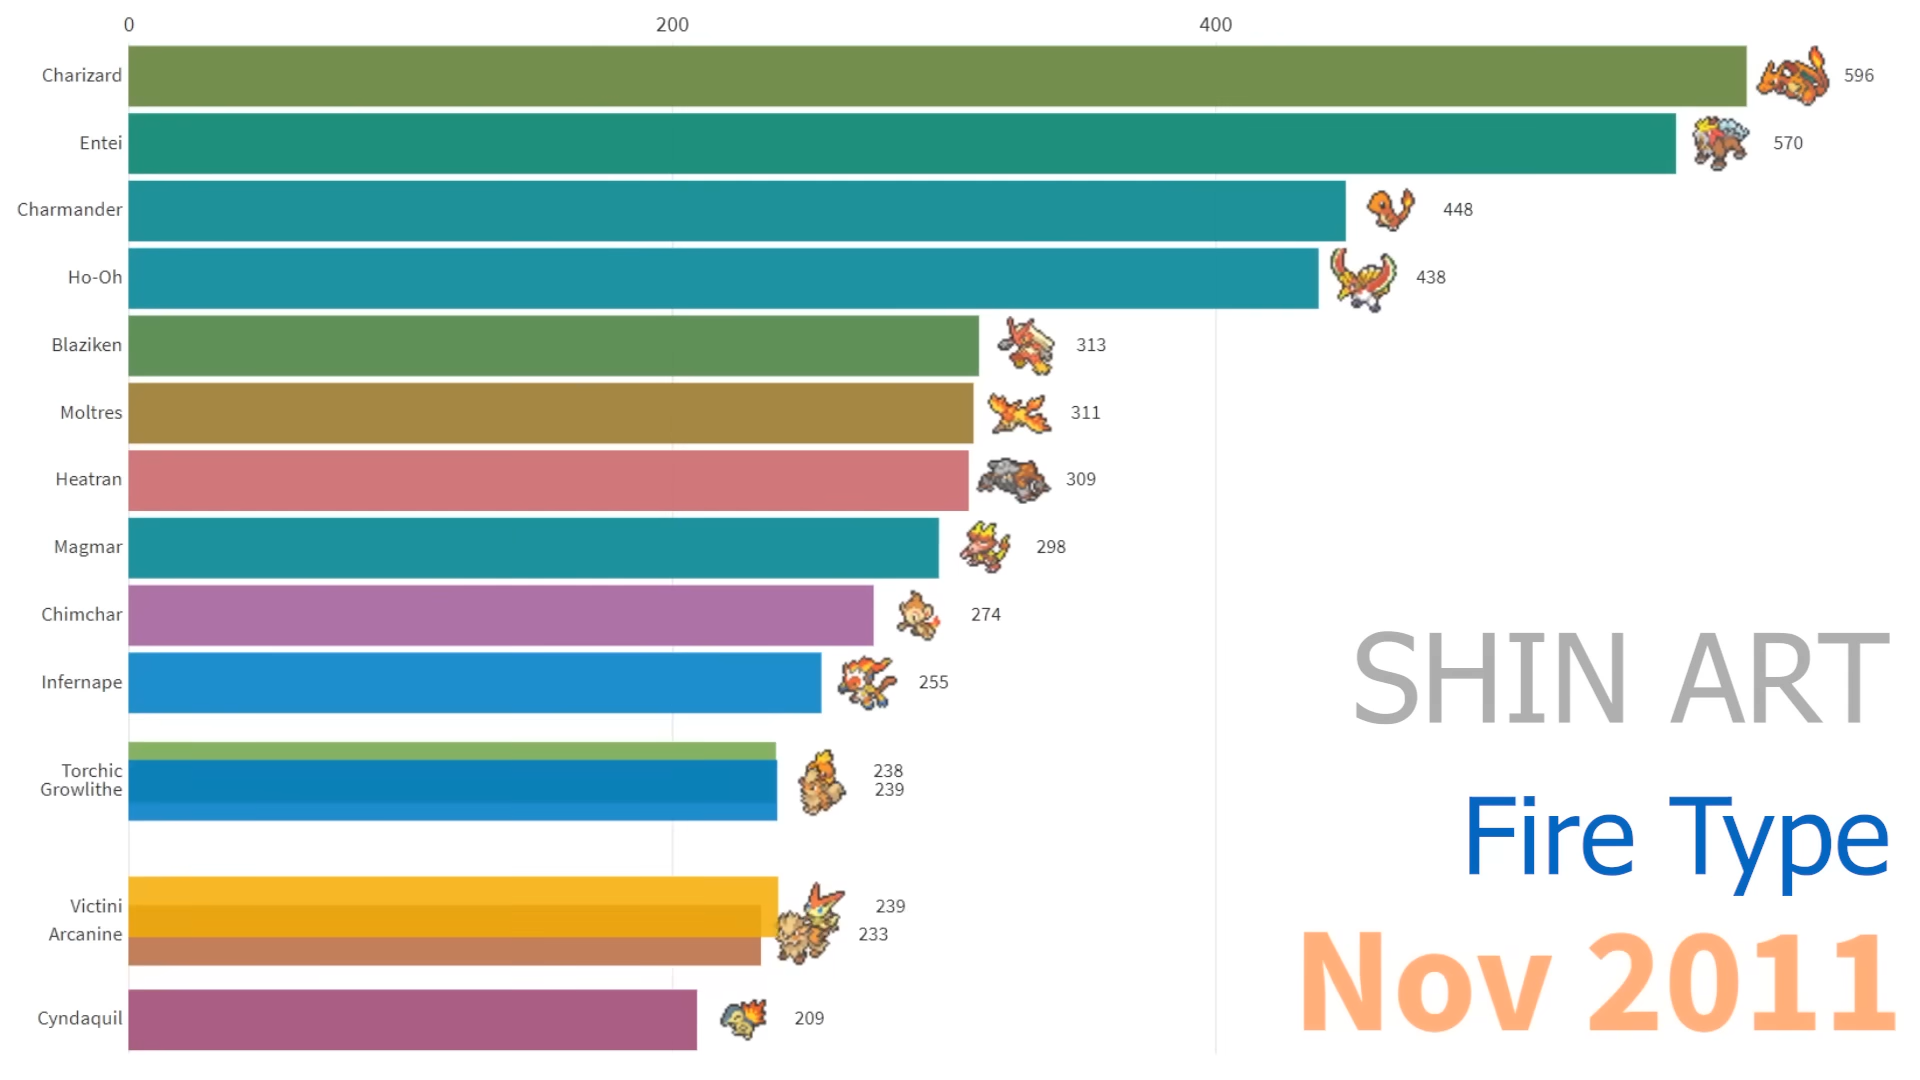 0 200 400
Charizard 596
Entei 570
Charmander 448
Ho-Oh 438
Blaziken 313
Moltres 311
Heatran 309
Magmar 298
Chimchar 274
Infernape 255
Torchic 238
Growlithe 239
Victini 239
Arcanine 233
Cyndaquil 209
SHIN ART
Fire Type
Nov 2011